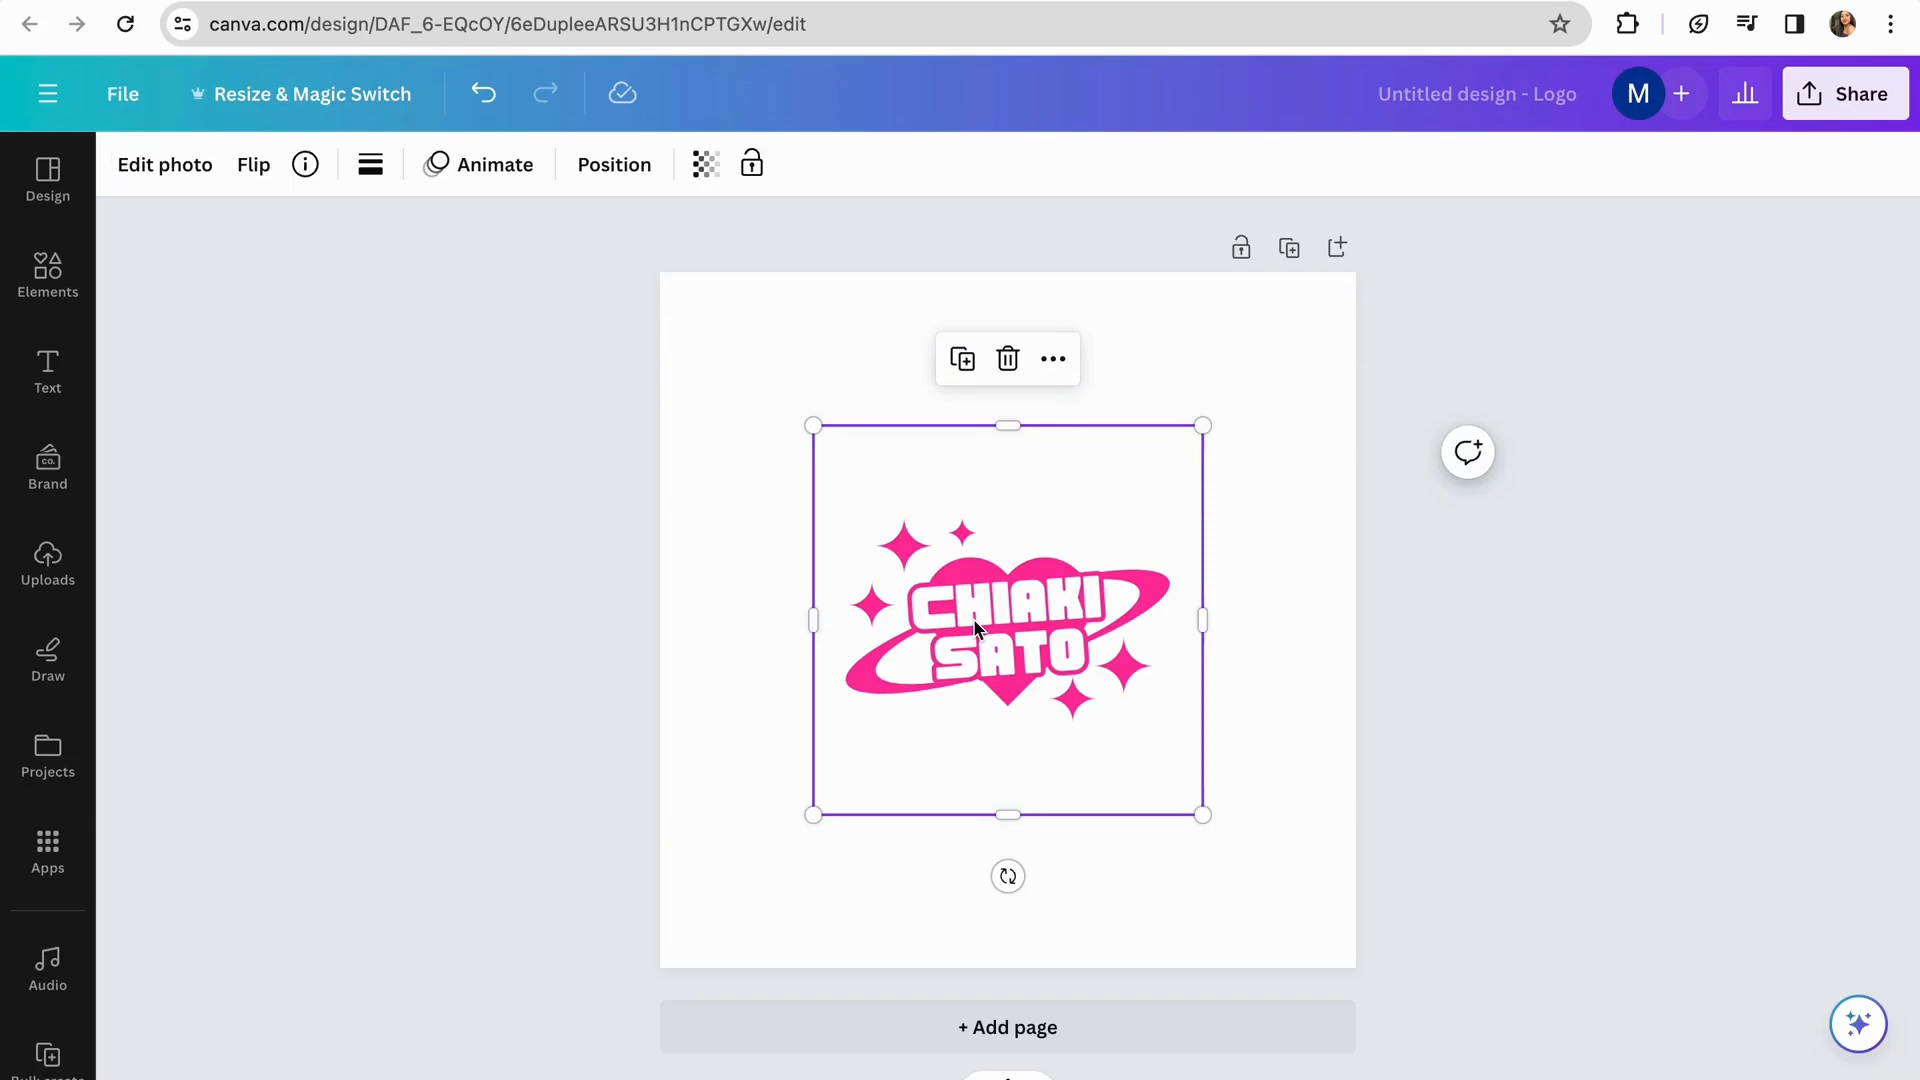 canva.com/design/DAF_6-EQcOY/6eDupleeARSU3H1nCPTGXw/edit
File
Resize & Magic Switch
Untitled design - Logo
M
+
Share
Edit photo
Flip
Animate
Position
Design
Elements
Text
CO.
Brand
Uploads
Draw
Projects
Apps
Audio
CHIAKI
SATO
+ Add page